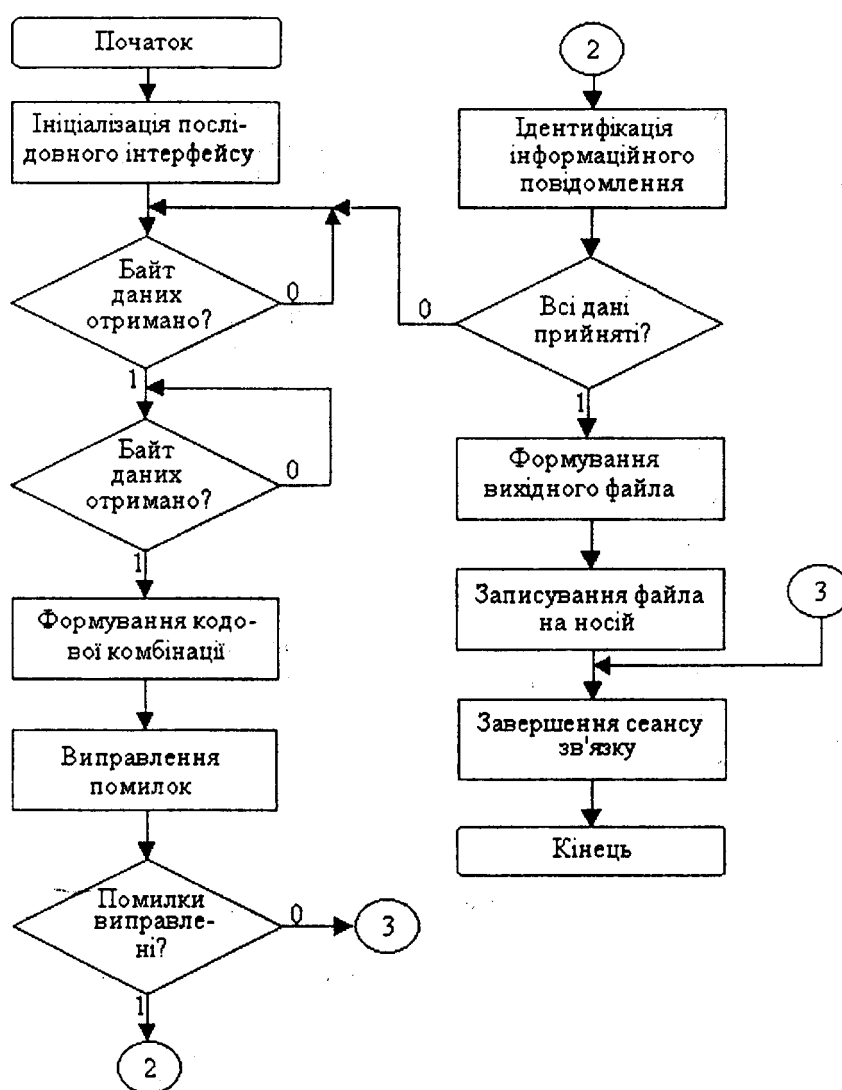 Початок
Ініціалізація послі-
довного інтерфейсу
Байт
даних
отримано?
0
1
Байт
даних
отримано?
0
1
Формування кодо-
вої комбінації
Виправлення
помилок
Помилки
виправле-
ні?
0
3
1
2
2
Ідентифікація
інформаційного
повідомлення
Всі дані
прийняті?
0
1
Формування
вихідного файла
Записування файла
на носій
3
Завершення сеансу
зв'язку
Кінець